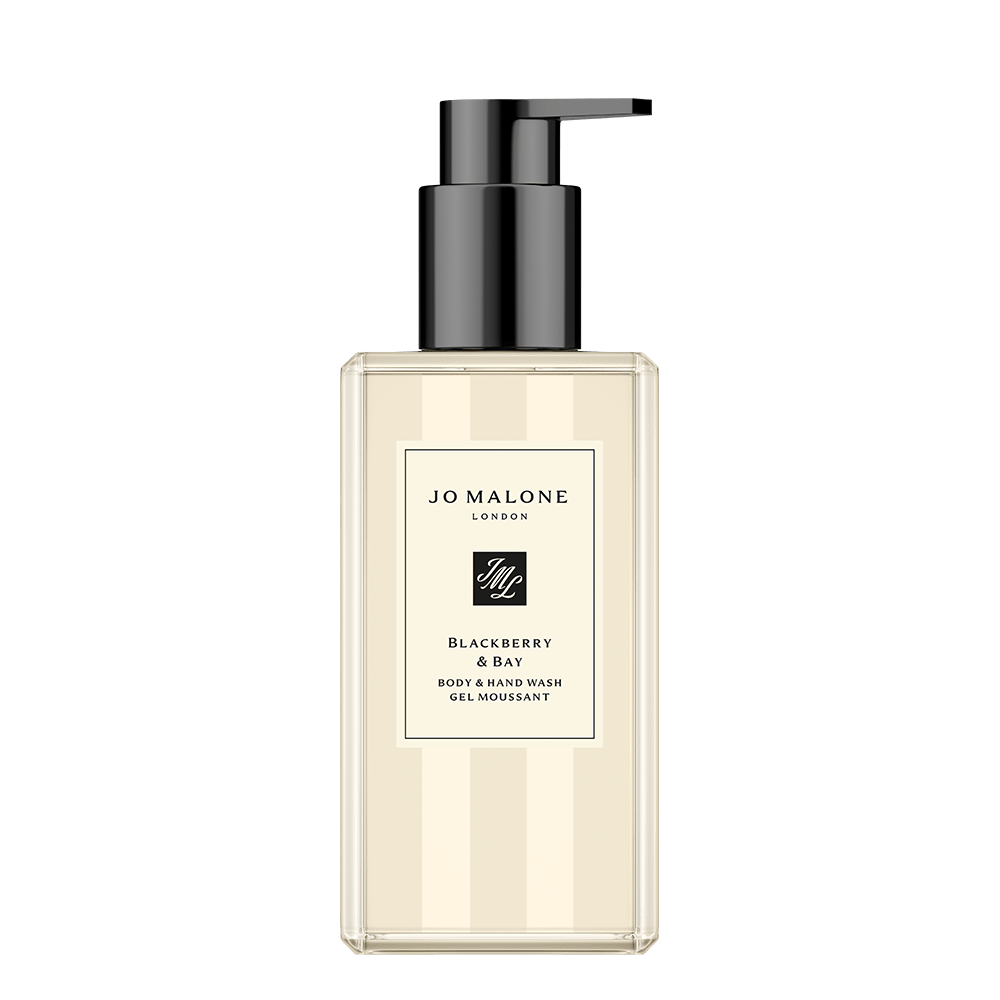 JO MALONE
LONDON
JML
BLACKBERRY
& BAY
BODY & HAND WASH
GEL MOUSSANT